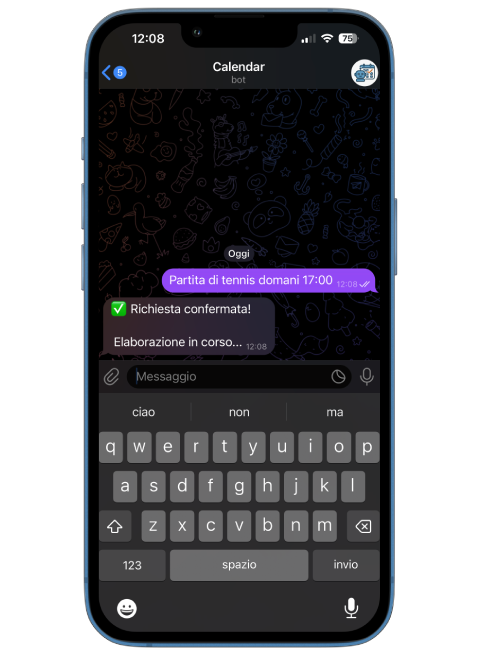 12:08
75
5
Calendar
bot
Oggi
Partita di tennis domani 17:00 12:08
✅ Richiesta confermata!
Elaborazione in corso... 12:08
Messaggio
ciao non ma
q w e r t y u i o p
a s d f g h j k l
z x c v b n m
123 spazio invio